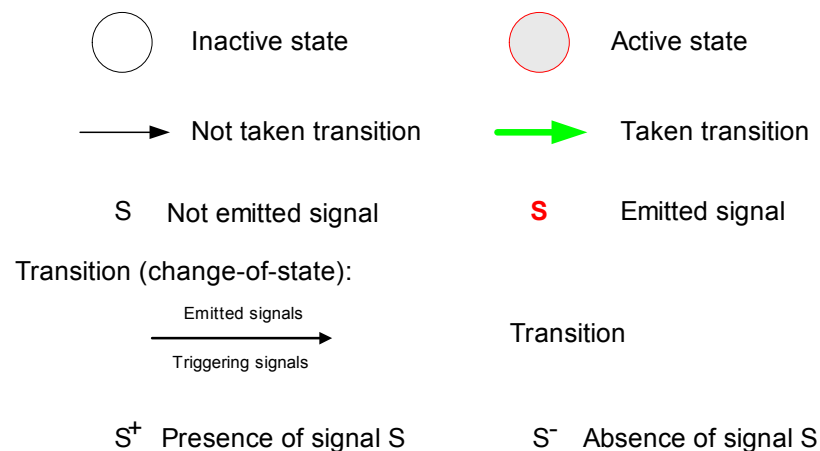 Inactive state Active state
Not taken transition Taken transition
S Not emitted signal S Emitted signal
Transition (change-of-state):
Emitted signals
Transition
Triggering signals
S⁺ Presence of signal S S⁻ Absence of signal S